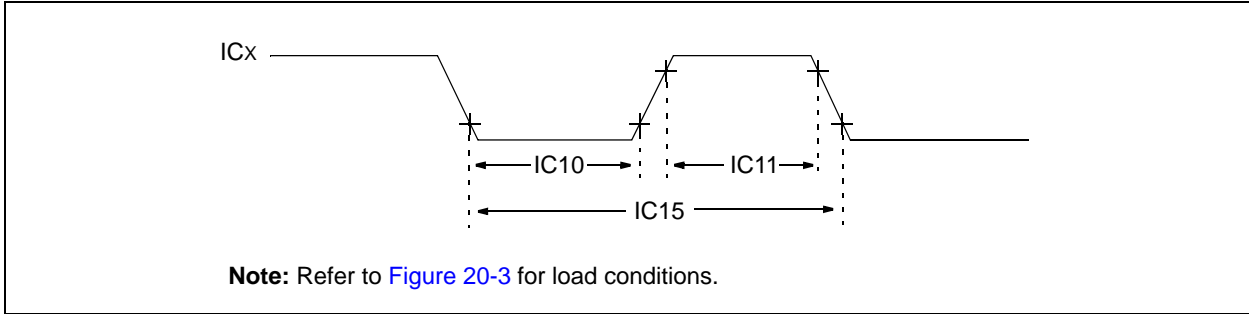 ICX
IC10
IC11
IC15
Note: Refer to Figure 20-3 for load conditions.